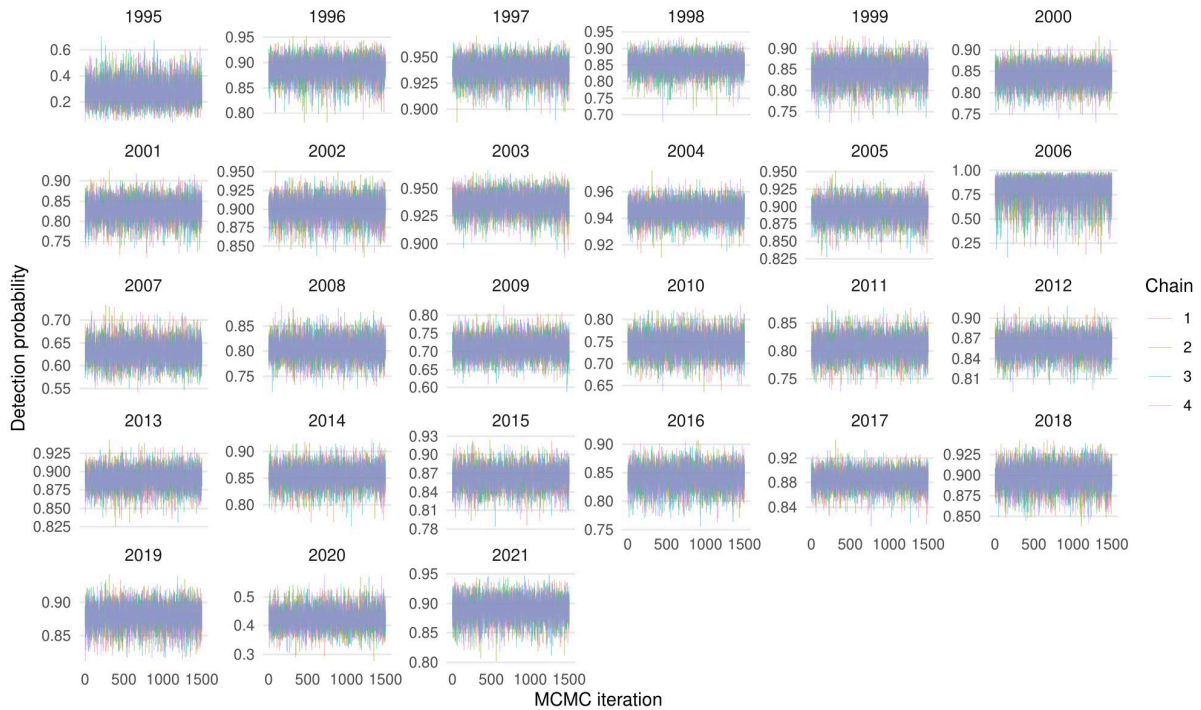 1995 1996 1997 1998 1999 2000
0.6 0.4 0.2
0.95 0.90 0.85 0.80
0.950 0.925 0.900
0.95 0.90 0.85 0.80 0.75 0.70
0.90 0.85 0.80 0.75
0.90 0.85 0.80 0.75
2001 2002 2003 2004 2005 2006
0.90 0.85 0.80 0.75
0.950 0.925 0.900 0.875 0.850
0.950 0.925 0.900
0.96 0.94 0.92
0.950 0.925 0.900 0.875 0.850 0.825
1.00 0.75 0.50 0.25
2007 2008 2009 2010 2011 2012
0.70 0.65 0.60 0.55
0.85 0.80 0.75
0.80 0.75 0.70 0.65 0.60
0.80 0.75 0.70 0.65
0.85 0.80 0.75
0.90 0.87 0.84 0.81
2013 2014 2015 2016 2017 2018
0.925 0.900 0.875 0.850 0.825
0.90 0.85 0.80
0.93 0.90 0.87 0.84 0.81 0.78
0.90 0.85 0.80 0.75
0.92 0.88 0.84
0.925 0.900 0.875 0.850
0 500 1000 1500 0 500 1000 1500 0 500 1000 1500
2019 2020 2021
0.90 0.85
0.5 0.4 0.3
0.95 0.90 0.85 0.80
0 500 1000 1500 0 500 1000 1500 0 500 1000 1500
MCMC iteration
Detection probability
Chain
1
2
3
4